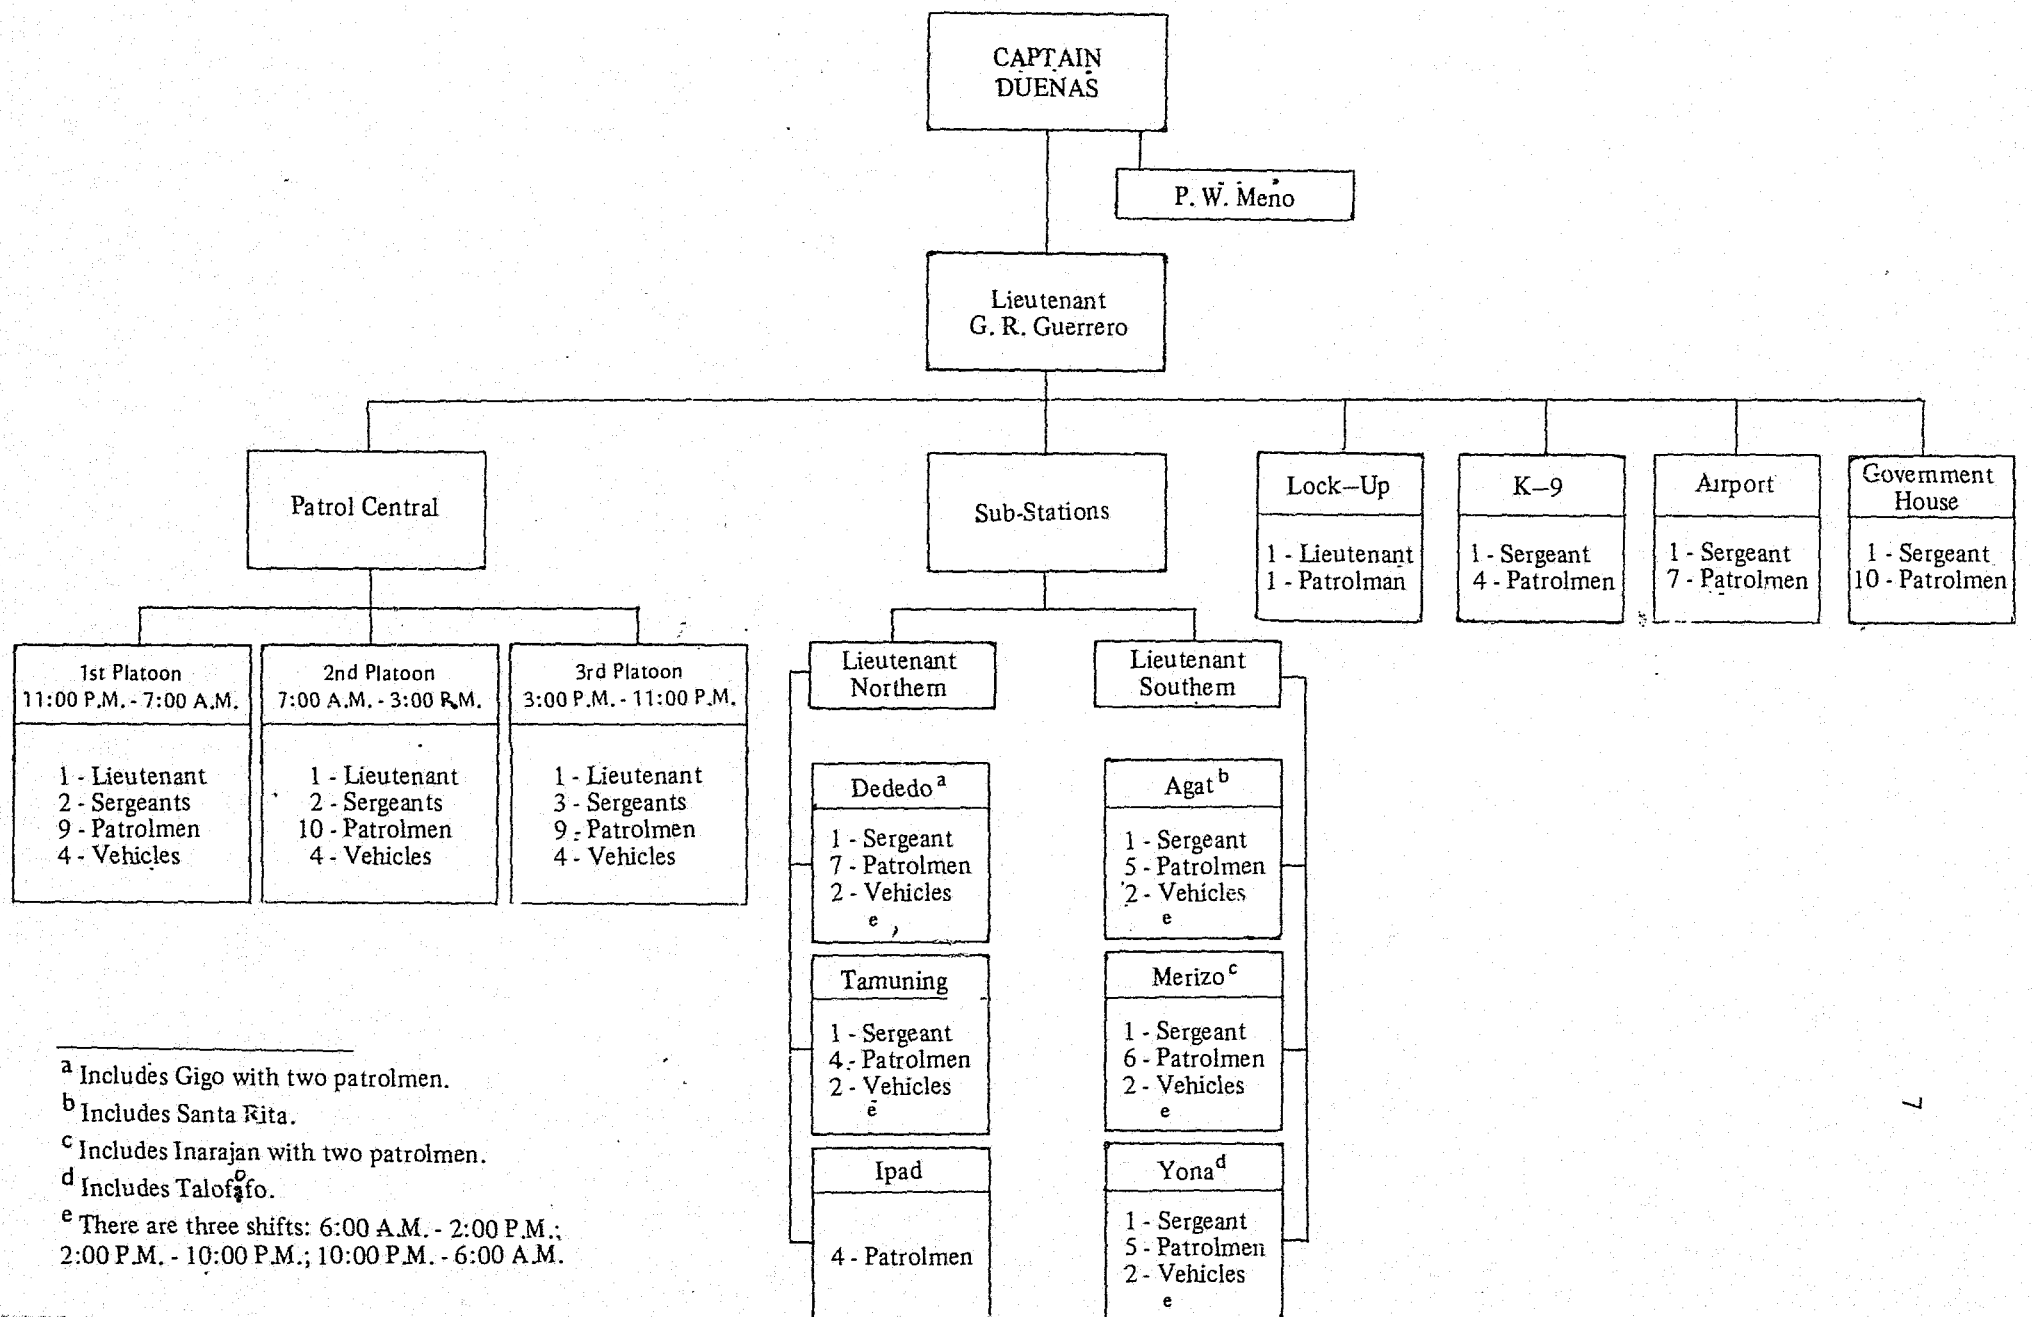 CAPTAIN
DUEÑAS
P. W. Meno
Lieutenant
G. R. Guerrero
Patrol Central
Sub-Stations
Lock–Up
1 - Lieutenant
1 - Patrolman
K–9
1 - Sergeant
4 - Patrolmen
Airport
1 - Sergeant
7 - Patrolmen
Government
House
1 - Sergeant
10 - Patrolmen
1st Platoon
11:00 P.M. - 7:00 A.M.
1 - Lieutenant
2 - Sergeants
9 - Patrolmen
4 - Vehicles
2nd Platoon
7:00 A.M. - 3:00 P.M.
1 - Lieutenant
2 - Sergeants
10 - Patrolmen
4 - Vehicles
3rd Platoon
3:00 P.M. - 11:00 P.M.
1 - Lieutenant
3 - Sergeants
9 - Patrolmen
4 - Vehicles
Lieutenant
Northern
Dededo a
1 - Sergeant
7 - Patrolmen
2 - Vehicles
e
Tamuning
1 - Sergeant
4 - Patrolmen
2 - Vehicles
e
Ipad
4 - Patrolmen
Lieutenant
Southern
Agat b
1 - Sergeant
5 - Patrolmen
2 - Vehicles
e
Merizo c
1 - Sergeant
6 - Patrolmen
2 - Vehicles
e
Yona d
1 - Sergeant
5 - Patrolmen
2 - Vehicles
e
a Includes Gigo with two patrolmen.
b Includes Santa Rita.
c Includes Inarajan with two patrolmen.
d Includes Talofofo.
e There are three shifts: 6:00 A.M. - 2:00 P.M.;
2:00 P.M. - 10:00 P.M.; 10:00 P.M. - 6:00 A.M.
7